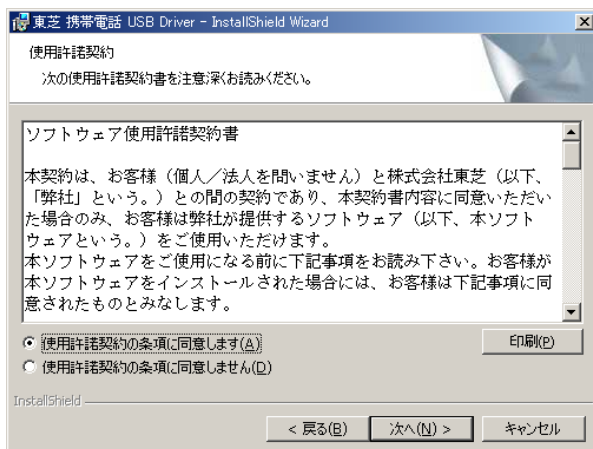 東芝 携帯電話 USB Driver - InstallShield Wizard
使用許諾契約
次の使用許諾契約書を注意深くお読みください。
ソフトウェア使用許諾契約書
本契約は、お客様（個人／法人を問いません）と株式会社東芝（以下、
「弊社」という。）との間の契約であり、本契約書内容に同意いただい
た場合のみ、お客様は弊社が提供するソフトウェア（以下、本ソフト
ウェアという。）をご使用いただけます。
本ソフトウェアをご使用になる前に下記事項をお読み下さい。お客様が
本ソフトウェアをインストールされた場合には、お客様は下記事項に同
意されたものとみなします。
使用許諾契約の条項に同意します(A)
印刷(P)
使用許諾契約の条項に同意しません(D)
InstallShield
< 戻る(B)
次へ(N) >
キャンセル